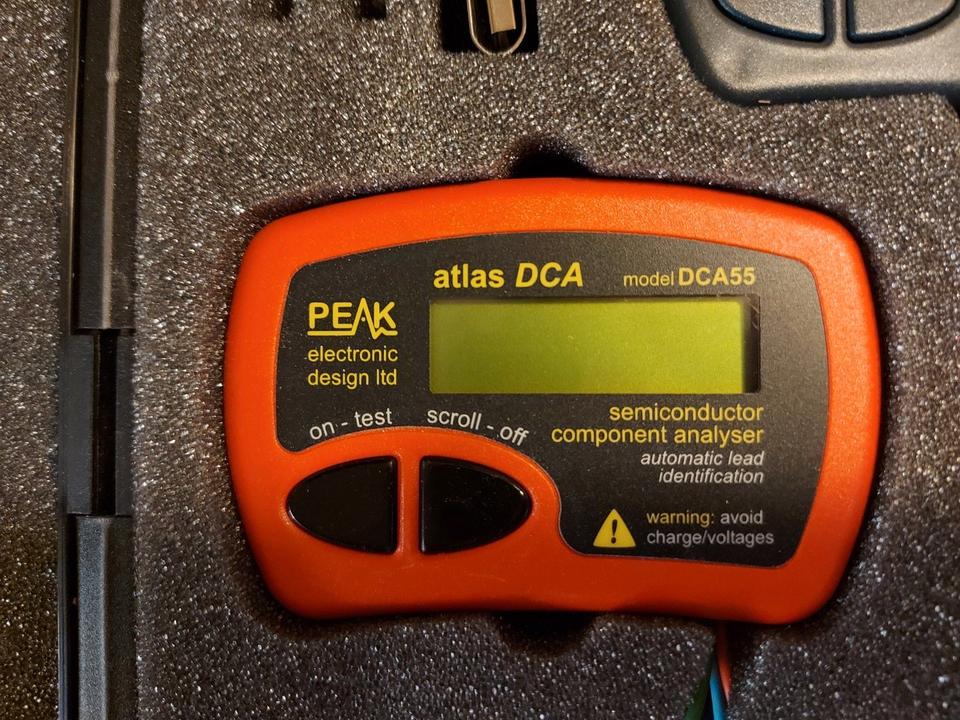 atlas DCA
model DCA55
PEAK
electronic
design ltd
on - test
scroll - off
semiconductor
component analyser
automatic lead
identification
warning: avoid
charge/voltages